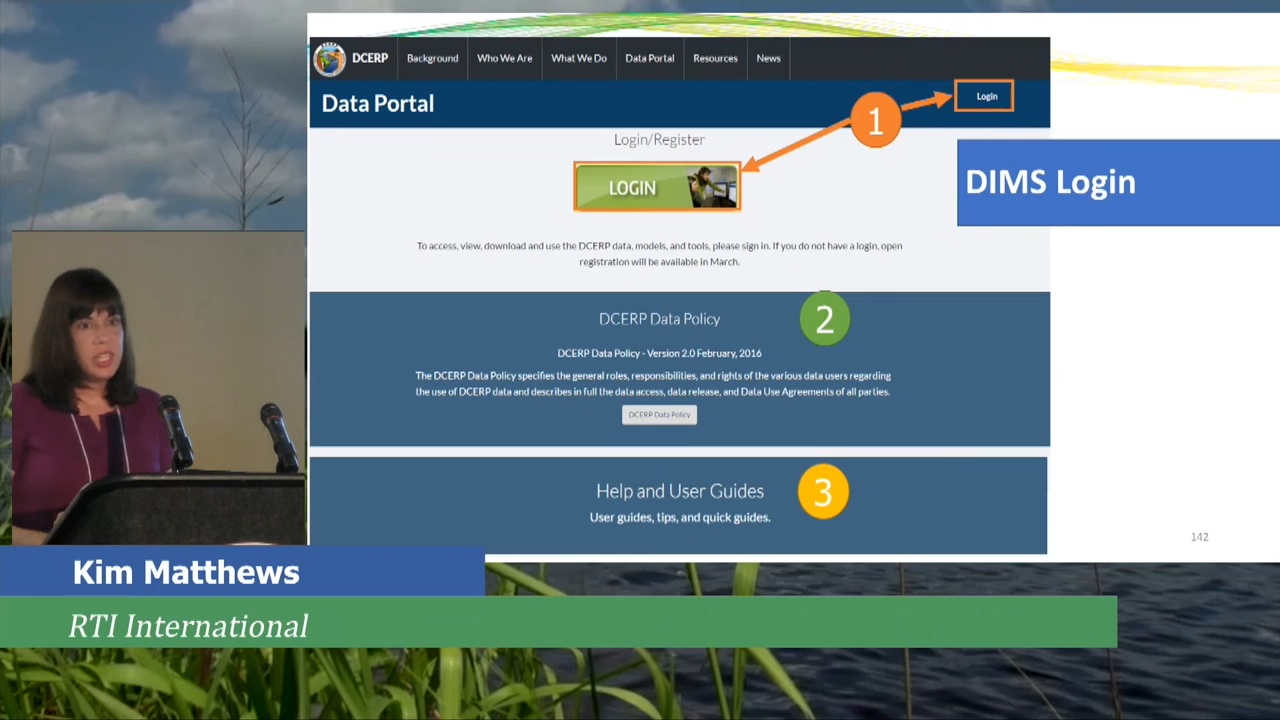 DCERP
Background
Who We Are
What We Do
Data Portal
Resources
News
Data Portal
Login
1
Login/Register
LOGIN
DIMS Login
To access, view, download and use the DCERP data, models, and tools, please sign in. If you do not have a login, open
registration will be available in March.
DCERP Data Policy
2
DCERP Data Policy - Version 2.0 February, 2016
The DCERP Data Policy specifies the general roles, responsibilities, and rights of the various data users regarding
the use of DCERP data and describes in full the data access, data release, and Data Use Agreements of all parties.
DCERP Data Policy
Help and User Guides
3
User guides, tips, and quick guides.
142
Kim Matthews
RTI International